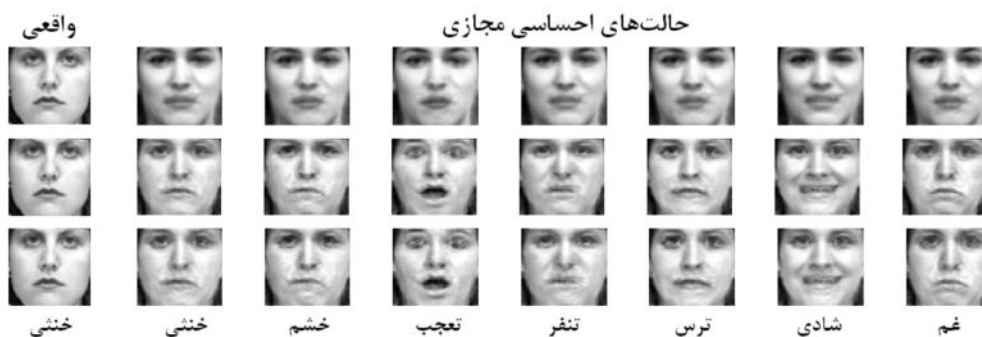 حالت‌های احساسی مجازی واقعی
غم شادی ترس تنفر تعجب خشم خنثی خنثی